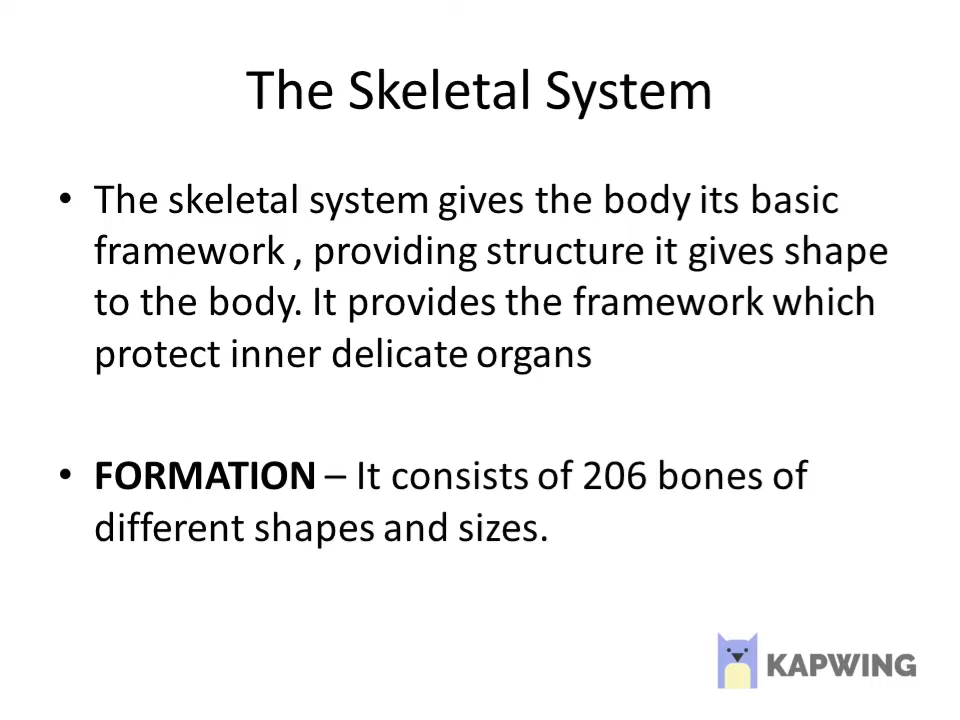 The Skeletal System
• The skeletal system gives the body its basic
framework , providing structure it gives shape
to the body. It provides the framework which
protect inner delicate organs
• FORMATION – It consists of 206 bones of
different shapes and sizes.
KAPWING